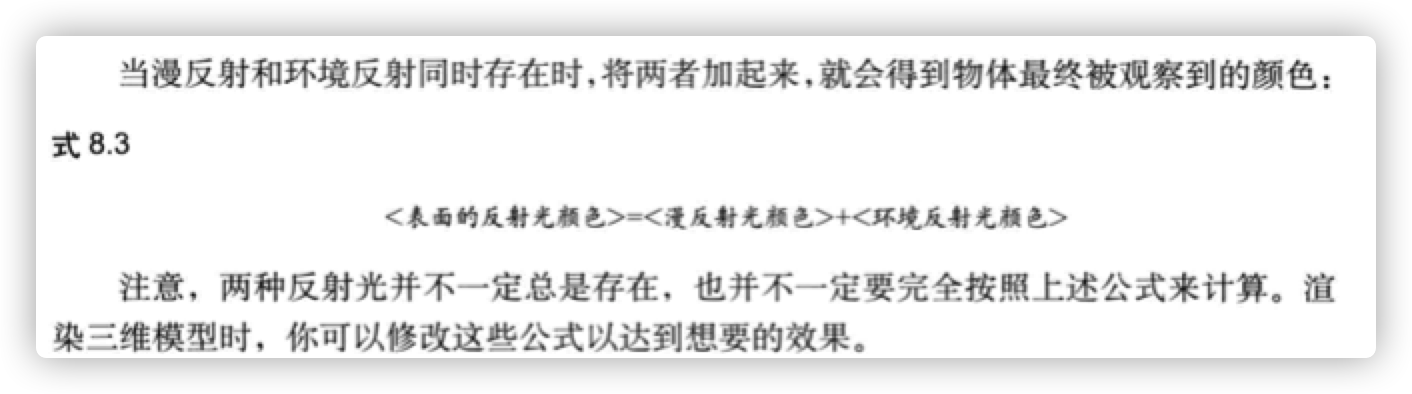 当漫反射和环境反射同时存在时,将两者加起来,就会得到物体最终被观察到的颜色：
式 8.3
<表面的反射光颜色>=<漫反射光颜色>+<环境反射光颜色>
注意，两种反射光并不一定总是存在，也并不一定要完全按照上述公式来计算。渲
染三维模型时，你可以修改这些公式以达到想要的效果。